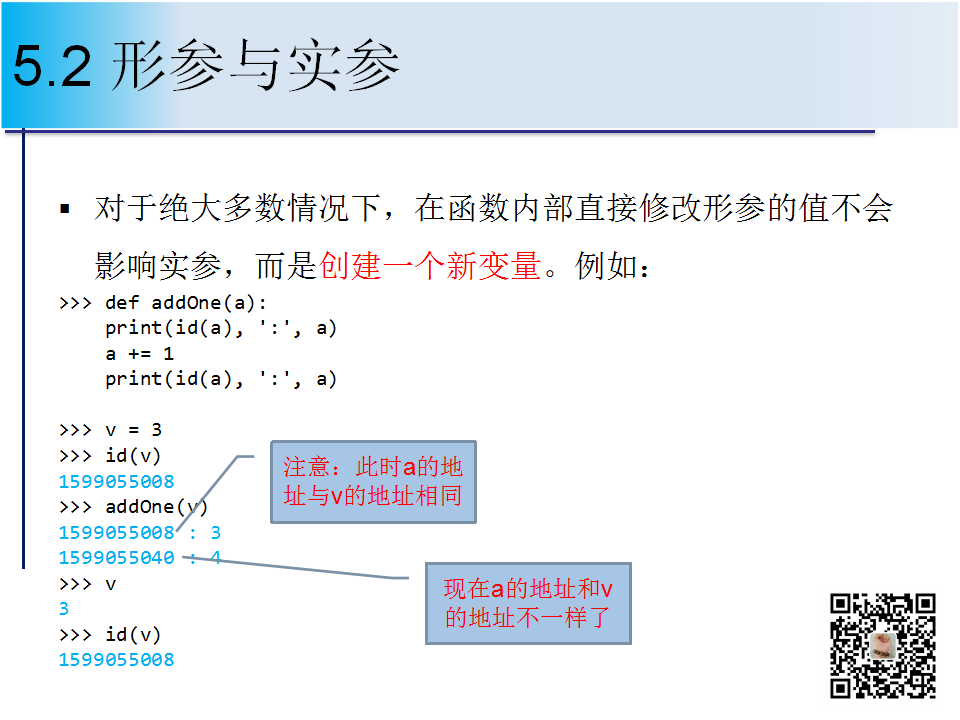 5.2 形参与实参
▪ 对于绝大多数情况下，在函数内部直接修改形参的值不会
影响实参，而是创建一个新变量。例如：
>>> def addOne(a):
    print(id(a), ':', a)
    a += 1
    print(id(a), ':', a)
>>> v = 3
>>> id(v)
1599055008
>>> addOne(v)
1599055008 : 3
1599055040 : 4
>>> v
3
>>> id(v)
1599055008
注意：此时a的地
址与v的地址相同
现在a的地址和v
的地址不一样了